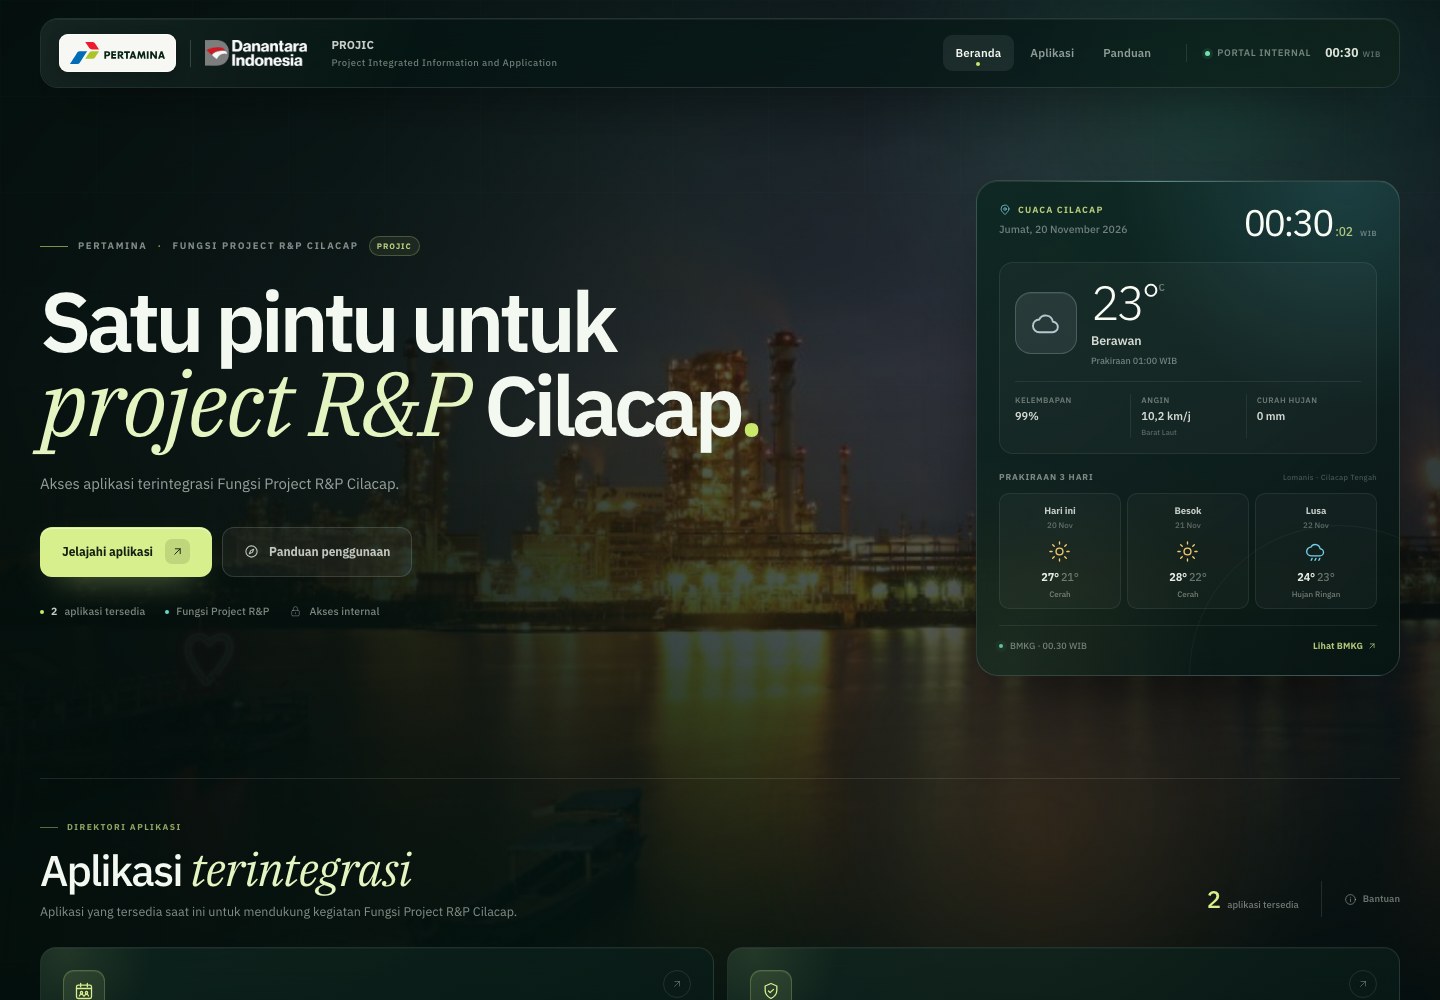 PERTAMINA
Danantara
Indonesia
PROJIC
Project Integrated Information and Application
Beranda
Aplikasi
Panduan
PORTAL INTERNAL
00:30 WIB
PERTAMINA · FUNGSI PROJECT R&P CILACAP PROJIC
Satu pintu untuk
project R&P Cilacap.
Akses aplikasi terintegrasi Fungsi Project R&P Cilacap.
Jelajahi aplikasi
Panduan penggunaan
2 aplikasi tersedia
Fungsi Project R&P
Akses internal
CUACA CILACAP
Jumat, 20 November 2026
00:30 :02 WIB
23°C
Berawan
Prakiraan 01:00 WIB
KELEMBAPAN
99%
ANGIN
10,2 km/j
Barat Laut
CURAH HUJAN
0 mm
PRAKIRAAN 3 HARI
Lomanis · Cilacap Tengah
Hari ini
20 Nov
27° 21°
Cerah
Besok
21 Nov
28° 22°
Cerah
Lusa
22 Nov
24° 23°
Hujan Ringan
BMKG · 00.30 WIB
Lihat BMKG
DIREKTORI APLIKASI
Aplikasi terintegrasi
Aplikasi yang tersedia saat ini untuk mendukung kegiatan Fungsi Project R&P Cilacap.
2 aplikasi tersedia
Bantuan